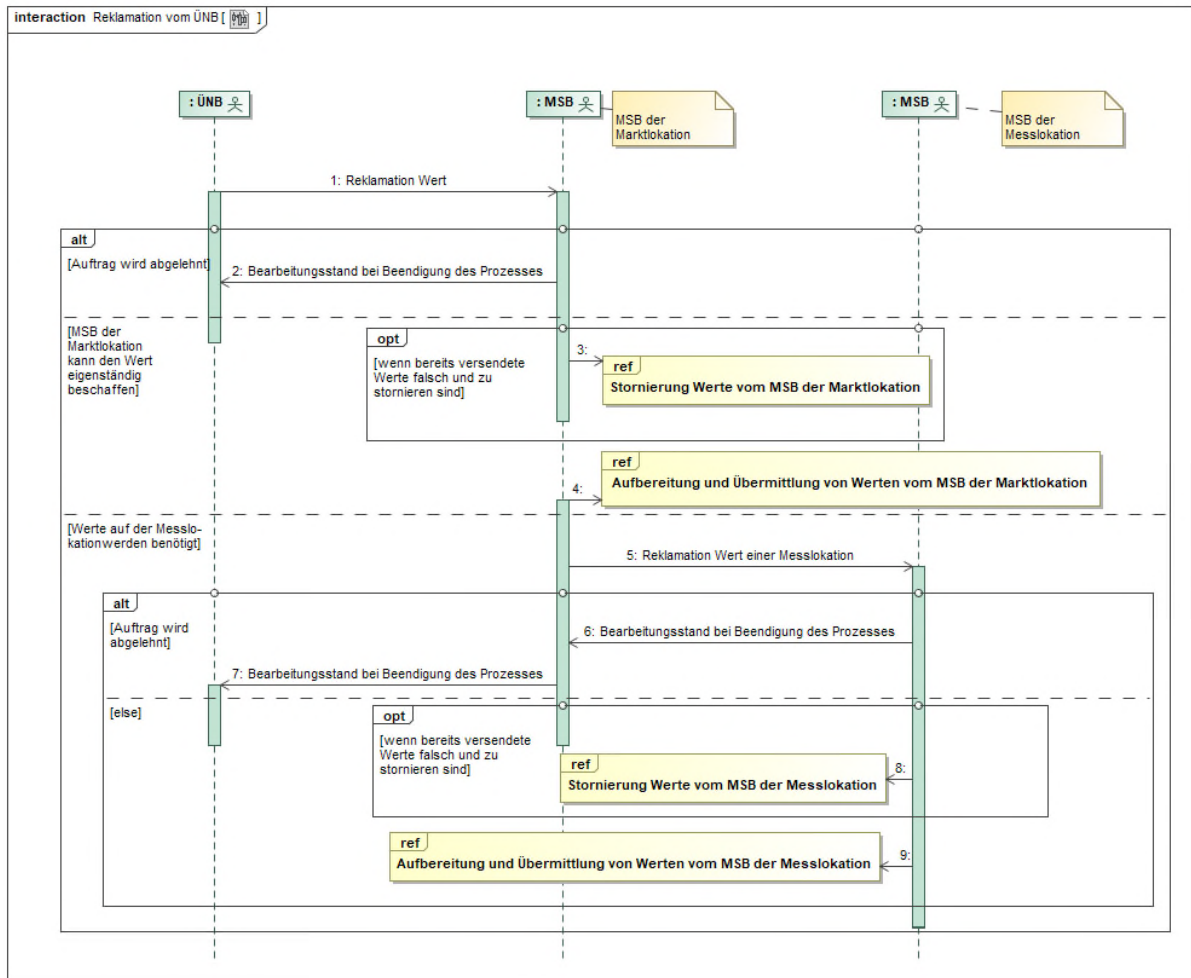 interaction Reklamation vom ÜNB [ ]
: ÜNB
: MSB
MSB der
Marktlokation
: MSB
MSB der
Messlokation
1: Reklamation Wert
alt
[Auftrag wird abgelehnt]
2: Bearbeitungsstand bei Beendigung des Prozesses
[MSB der
Marktlokation
kann den Wert
eigenständig
beschaffen]
opt
[wenn bereits versendete
Werte falsch und zu
stornieren sind]
3:
ref
Stornierung Werte vom MSB der Marktlokation
ref
Aufbereitung und Übermittlung von Werten vom MSB der Marktlokation
4:
[Werte auf der Messlo-
kationwerden benötigt]
5: Reklamation Wert einer Messlokation
alt
[Auftrag wird
abgelehnt]
6: Bearbeitungsstand bei Beendigung des Prozesses
7: Bearbeitungsstand bei Beendigung des Prozesses
[else]
opt
[wenn bereits versendete
Werte falsch und zu
stornieren sind]
ref
Stornierung Werte vom MSB der Messlokation
8:
ref
Aufbereitung und Übermittlung von Werten vom MSB der Messlokation
9: